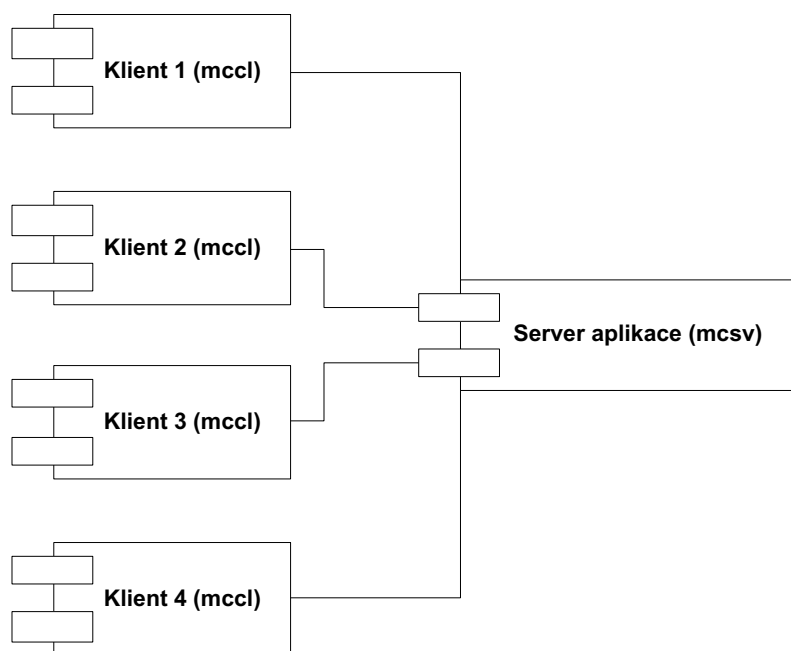 Klient 1 (mccl)
Klient 2 (mccl)
Server aplikace (mcsv)
Klient 3 (mccl)
Klient 4 (mccl)